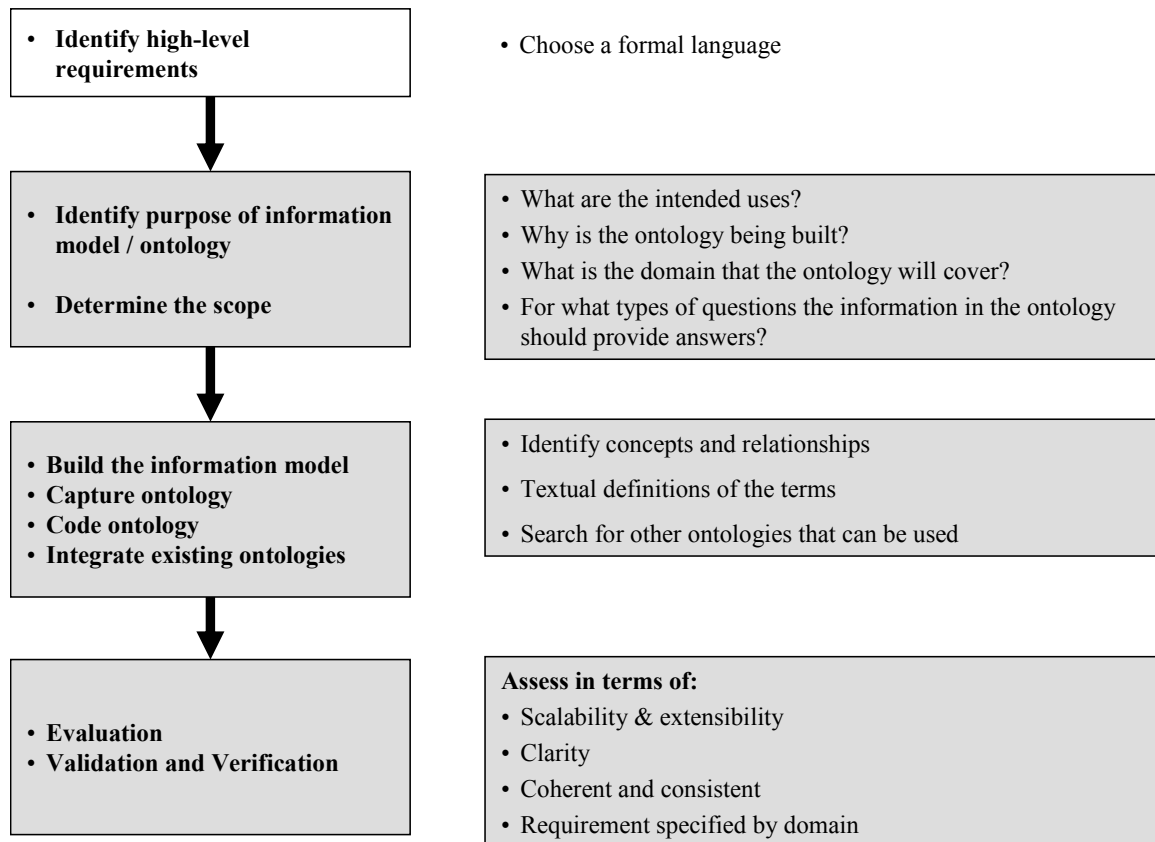 • Identify high-level
requirements
• Choose a formal language
• Identify purpose of information
model / ontology
• Determine the scope
• What are the intended uses?
• Why is the ontology being built?
• What is the domain that the ontology will cover?
• For what types of questions the information in the ontology
should provide answers?
• Build the information model
• Capture ontology
• Code ontology
• Integrate existing ontologies
• Identify concepts and relationships
• Textual definitions of the terms
• Search for other ontologies that can be used
• Evaluation
• Validation and Verification
Assess in terms of:
• Scalability & extensibility
• Clarity
• Coherent and consistent
• Requirement specified by domain